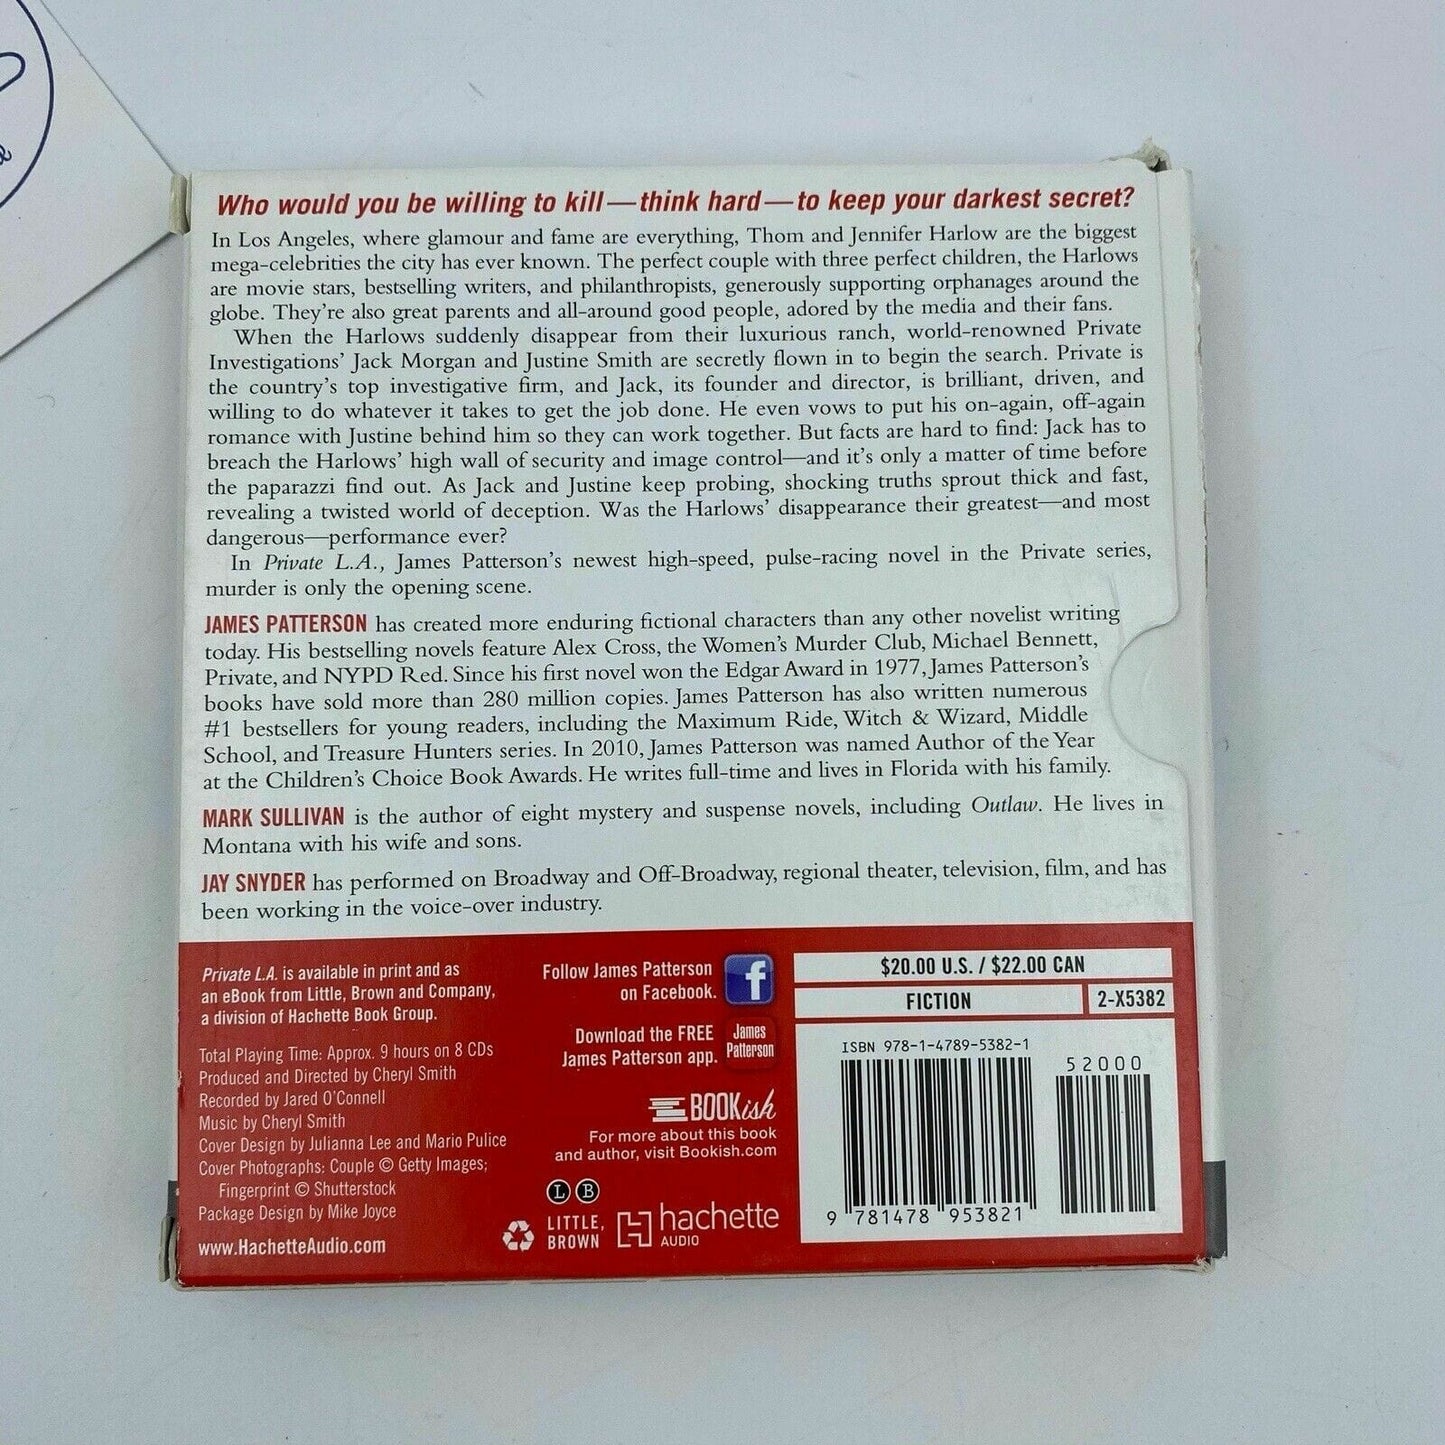 Who would you be willing to kill—think hard—to keep your darkest secret?
In Los Angeles, where glamour and fame are everything, Thom and Jennifer Harlow are the biggest
mega-celebrities the city has ever known. The perfect couple with three perfect children, the Harlows
are movie stars, bestselling writers, and philanthropists, generously supporting orphanages around the
globe. They're also great parents and all-around good people, adored by the media and their fans.
When the Harlows suddenly disappear from their luxurious ranch, world-renowned Private
Investigations' Jack Morgan and Justine Smith are secretly flown in to begin the search. Private is
the country's top investigative firm, and Jack, its founder and director, is brilliant, driven, and
willing to do whatever it takes to get the job done. He even vows to put his on-again, off-again
romance with Justine behind him so they can work together. But facts are hard to find: Jack has to
breach the Harlows' high wall of security and image control—and it's only a matter of time before
the paparazzi find out. As Jack and Justine keep probing, shocking truths sprout thick and fast,
revealing a twisted world of deception. Was the Harlows' disappearance their greatest—and most
dangerous—performance ever?
In Private L.A., James Patterson's newest high-speed, pulse-racing novel in the Private series,
murder is only the opening scene.
JAMES PATTERSON has created more enduring fictional characters than any other novelist writing
today. His bestselling novels feature Alex Cross, the Women's Murder Club, Michael Bennett,
Private, and NYPD Red. Since his first novel won the Edgar Award in 1977, James Patterson's
books have sold more than 280 million copies. James Patterson has also written numerous
#1 bestsellers for young readers, including the Maximum Ride, Witch & Wizard, Middle
School, and Treasure Hunters series. In 2010, James Patterson was named Author of the Year
at the Children's Choice Book Awards. He writes full-time and lives in Florida with his family.
MARK SULLIVAN is the author of eight mystery and suspense novels, including Outlaw. He lives in
Montana with his wife and sons.
JAY SNYDER has performed on Broadway and Off-Broadway, regional theater, television, film, and has
been working in the voice-over industry.
Private L.A. is available in print and as
an eBook from Little, Brown and Company,
a division of Hachette Book Group.
Total Playing Time: Approx. 9 hours on 8 CDs
Produced and Directed by Cheryl Smith
Recorded by Jared O'Connell
Music by Cheryl Smith
Cover Design by Julianna Lee and Mario Pulice
Cover Photographs: Couple © Getty Images;
Fingerprint © Shutterstock
Package Design by Mike Joyce
www.HachetteAudio.com
Follow James Patterson
on Facebook.
f
Download the FREE
James Patterson app.
James
Patterson
BOOKish
For more about this book
and author, visit Bookish.com
L B
LITTLE,
BROWN
hachette
AUDIO
$20.00 U.S. / $22.00 CAN
FICTION
2-X5382
ISBN 978-1-4789-5382-1
52000
9 781478 953821